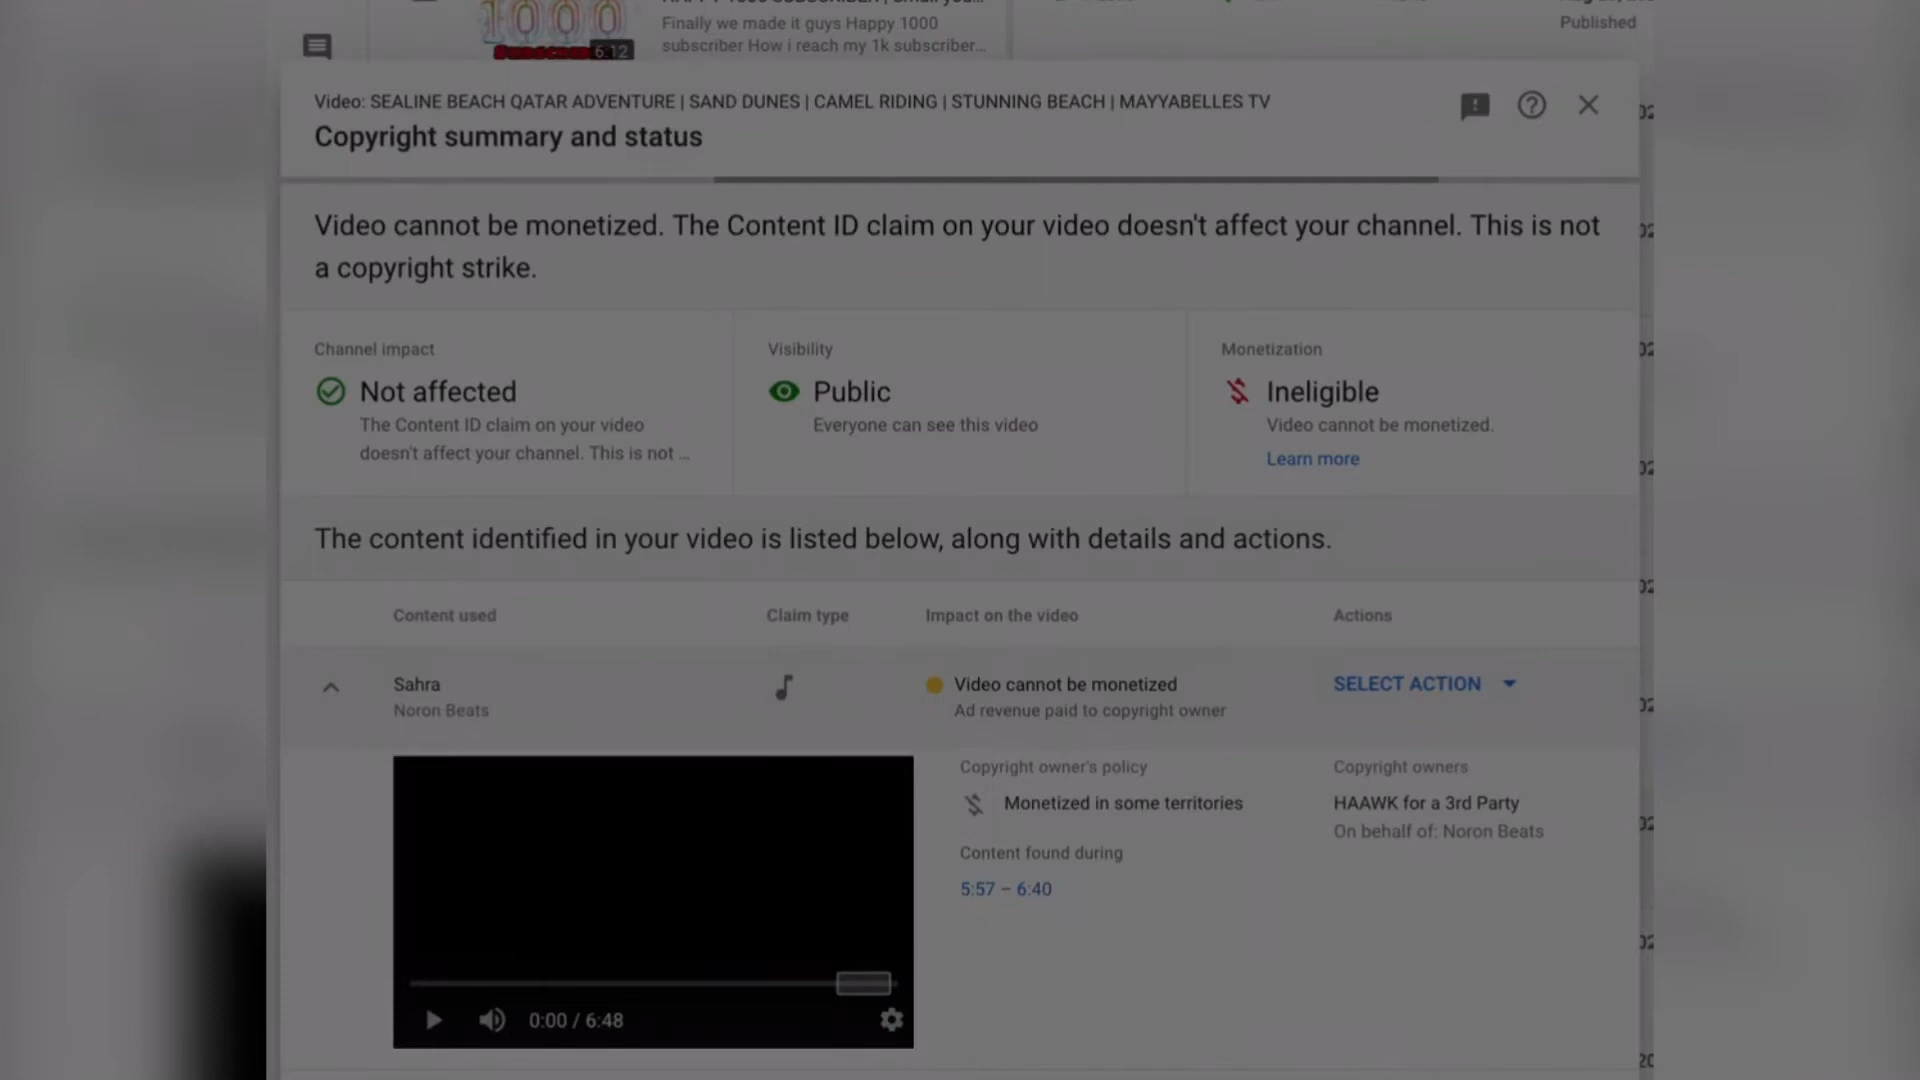 1000
Finally we made it guys Happy 1000
Published
6:12
subscriber How i reach my 1k subscriber...
Video: SEALINE BEACH QATAR ADVENTURE | SAND DUNES | CAMEL RIDING | STUNNING BEACH | MAYYABELLES TV
Copyright summary and status
Video cannot be monetized. The Content ID claim on your video doesn't affect your channel. This is not
a copyright strike.
Channel impact
Visibility
Monetization
Not affected
Public
Ineligible
The Content ID claim on your video
Everyone can see this video
Video cannot be monetized.
doesn't affect your channel. This is not ...
Learn more
The content identified in your video is listed below, along with details and actions.
Content used
Claim type
Impact on the video
Actions
Sahra
Video cannot be monetized
SELECT ACTION
Noron Beats
Ad revenue paid to copyright owner
Copyright owner's policy
Copyright owners
Monetized in some territories
HAAWK for a 3rd Party
On behalf of: Noron Beats
Content found during
5:57 – 6:40
0:00 / 6:48